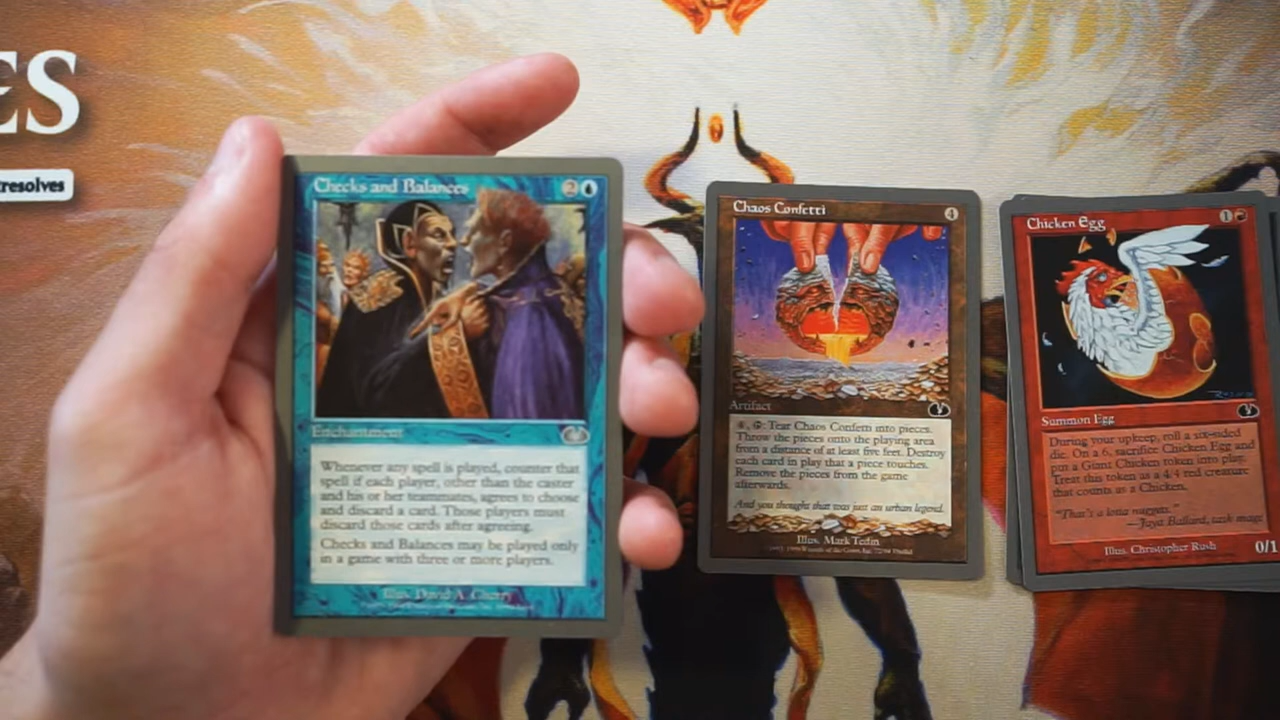 ES
resolves
Checks and Balances 2
Enchantment
Whenever any spell is played, counter that
spell if each player, other than the caster
and his or her teammates, agrees to choose
and discard a card. Those players must
discard those cards after agreeing.
Checks and Balances may be played only
in a game with three or more players.
Illus. David A. Cherry
Chaos Confetti 4
Artifact
4, : Tear Chaos Confetti into pieces.
Throw the pieces onto the playing area
from a distance of at least five feet. Destroy
each card in play that a piece touches.
Remove the pieces from the game
afterwards.
And you thought that was just an urban legend.
Illus. Mark Tedin
Chicken Egg 1
Summon Egg
During your upkeep, roll a six-sided
die. On a 6, sacrifice Chicken Egg and
put a Giant Chicken token into play.
Treat this token as a 4/4 red creature
that counts as a Chicken.
"That's a lotta nuggets."
—Jaya Ballard, task mage
Illus. Christopher Rush 0/1